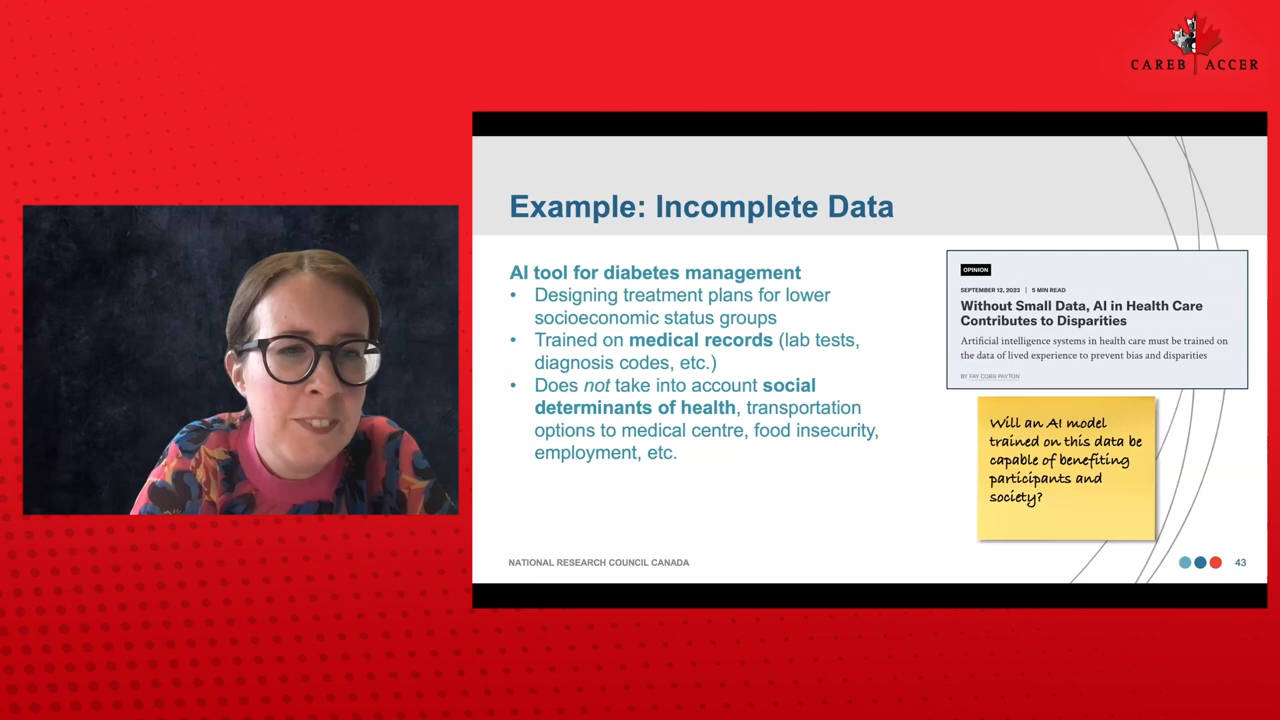 CAREB ACCER
Example: Incomplete Data
AI tool for diabetes management
• Designing treatment plans for lower
socioeconomic status groups
• Trained on medical records (lab tests,
diagnosis codes, etc.)
• Does not take into account social
determinants of health, transportation
options to medical centre, food insecurity,
employment, etc.
OPINION
SEPTEMBER 12, 2023 | 5 MIN READ
Without Small Data, AI in Health Care
Contributes to Disparities
Artificial intelligence systems in health care must be trained on
the data of lived experience to prevent bias and disparities
BY FAY COBB PAYTON
Will an AI model
trained on this data be
capable of benefiting
participants and
society?
NATIONAL RESEARCH COUNCIL CANADA
43